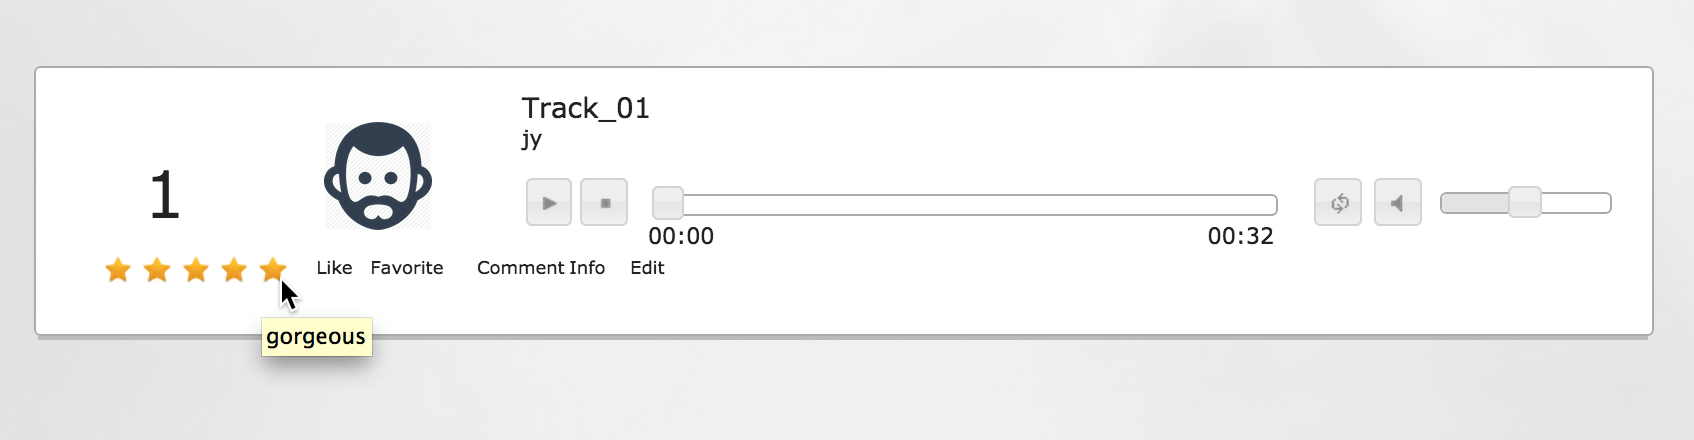 Track_01
jy
1
00:00 00:32
Like Favorite Comment Info Edit
gorgeous